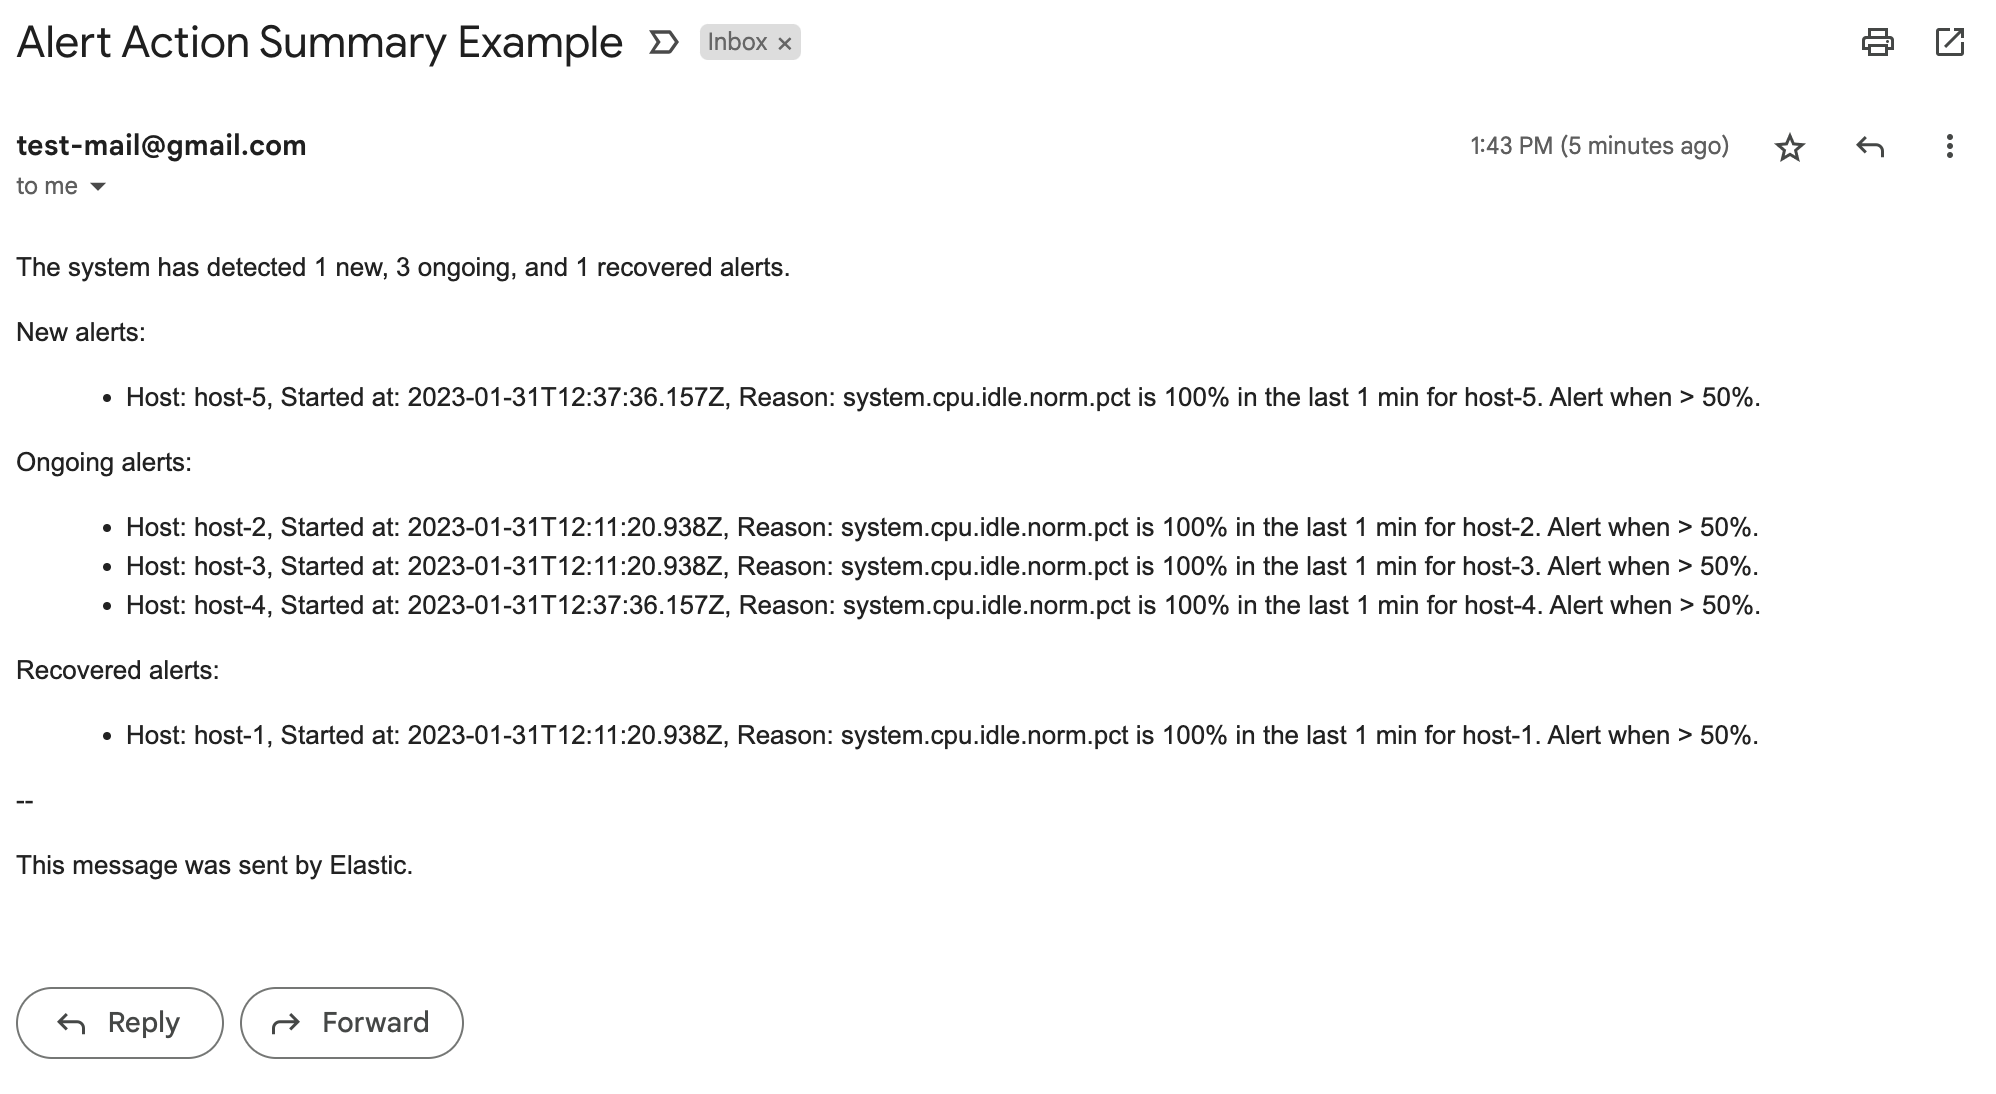 Alert Action Summary Example Inbox ×
test-mail@gmail.com 1:43 PM (5 minutes ago)
to me
The system has detected 1 new, 3 ongoing, and 1 recovered alerts.
New alerts:
• Host: host-5, Started at: 2023-01-31T12:37:36.157Z, Reason: system.cpu.idle.norm.pct is 100% in the last 1 min for host-5. Alert when > 50%.
Ongoing alerts:
• Host: host-2, Started at: 2023-01-31T12:11:20.938Z, Reason: system.cpu.idle.norm.pct is 100% in the last 1 min for host-2. Alert when > 50%.
• Host: host-3, Started at: 2023-01-31T12:11:20.938Z, Reason: system.cpu.idle.norm.pct is 100% in the last 1 min for host-3. Alert when > 50%.
• Host: host-4, Started at: 2023-01-31T12:37:36.157Z, Reason: system.cpu.idle.norm.pct is 100% in the last 1 min for host-4. Alert when > 50%.
Recovered alerts:
• Host: host-1, Started at: 2023-01-31T12:11:20.938Z, Reason: system.cpu.idle.norm.pct is 100% in the last 1 min for host-1. Alert when > 50%.
--
This message was sent by Elastic.
Reply Forward